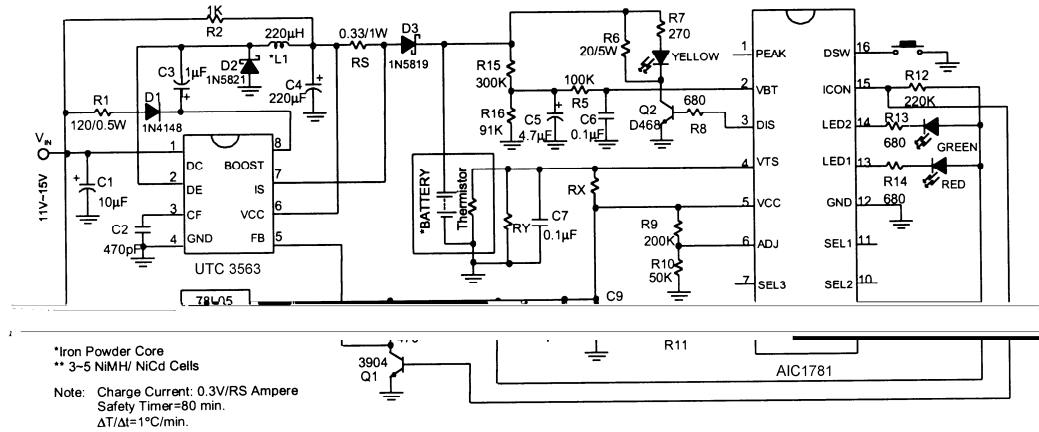 1K
R2
220µH
*L1
0.33/1W
RS
D3
1N5819
R7
270
R6
20/5W
YELLOW
C3
1µF
D2
1N5821
C4
220µF
R15
300K
100K
R5
R16
91K
C5
4.7µF
C6
0.1µF
Q2
D468
680
R8
1
PEAK
DSW
16
2
VBT
ICON
15
R12
220K
3
DIS
LED2
14
R13
680
GREEN
4
VTS
LED1
13
R14
680
RED
5
VCC
GND
12
6
ADJ
SEL1
11
7
SEL3
SEL2
10
R1
120/0.5W
D1
1N4148
VIN
11V~15V
C1
10µF
C2
470pF
1
DC
BOOST
8
2
DE
IS
7
3
CF
VCC
6
4
GND
FB
5
UTC 3563
*BATTERY
Thermistor
RY
C7
0.1µF
RX
R9
200K
R10
50K
78L05
C9
R11
AIC1781
3904
Q1
*Iron Powder Core
** 3~5 NiMH/ NiCd Cells
Note: Charge Current: 0.3V/RS Ampere
Safety Timer=80 min.
ΔT/Δt=1°C/min.